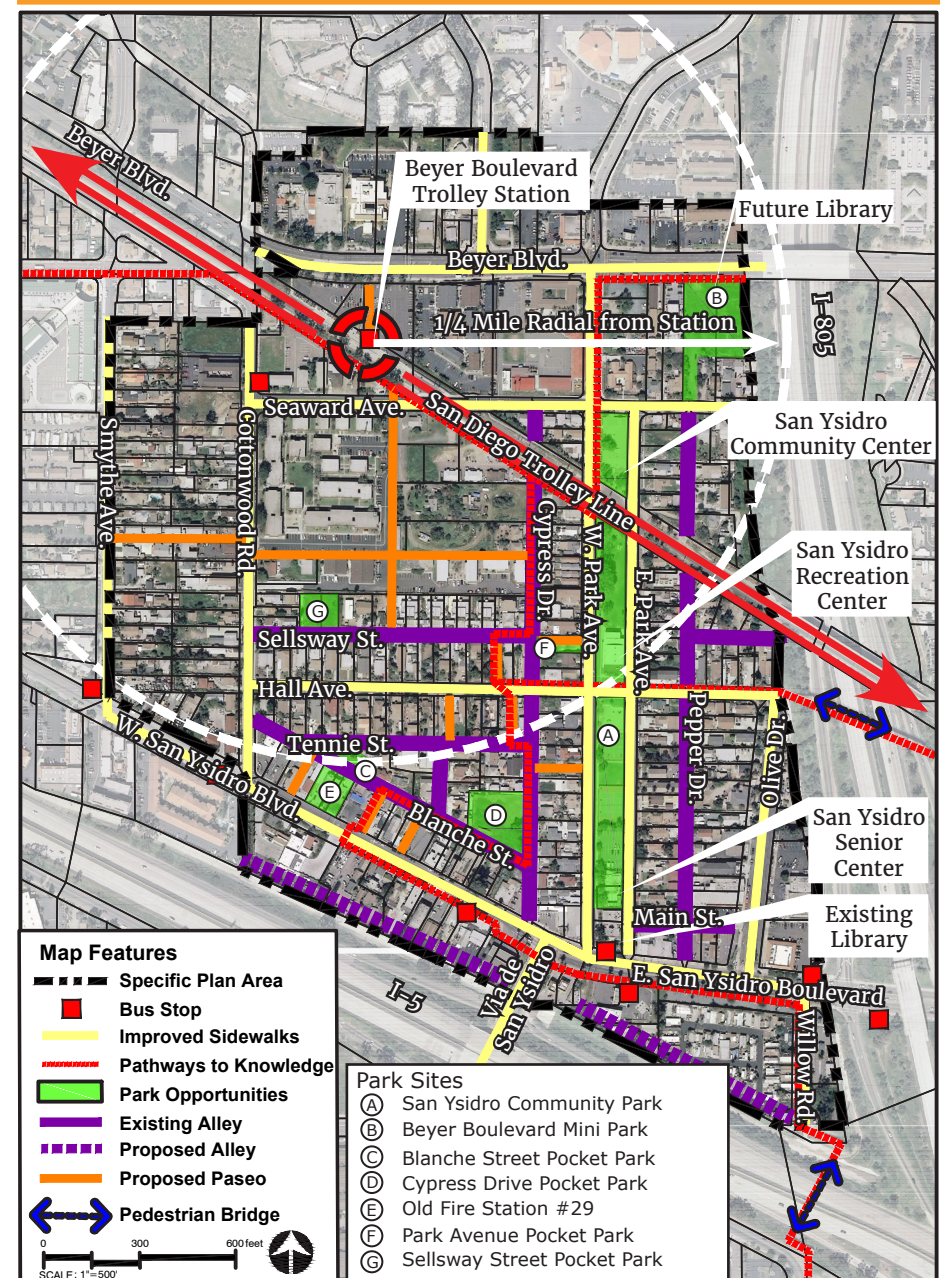 Beyer Blvd.
Beyer Boulevard
Trolley Station
Future Library
Beyer Blvd.
B
I-805
1/4 Mile Radial from Station
Seaward Ave.
San Diego Trolley Line
San Ysidro
Community Center
Smythe Ave.
Cottonwood Rd.
Cypress Dr.
W. Park Ave.
E. Park Ave.
San Ysidro
Recreation
Center
G
Sellsway St.
F
Hall Ave.
Pepper Dr.
Olive Dr.
A
Tennie St.
C
W. San Ysidro Blvd.
E
D
Blanche St.
San Ysidro
Senior
Center
Main St.
Existing
Library
E. San Ysidro Boulevard
Via de
San Ysidro
I-5
Willow Rd.
Map Features
Specific Plan Area
Bus Stop
Improved Sidewalks
Pathways to Knowledge
Park Opportunities
Existing Alley
Proposed Alley
Proposed Paseo
Pedestrian Bridge
0 300 600 feet
SCALE: 1"=500'
Park Sites
A San Ysidro Community Park
B Beyer Boulevard Mini Park
C Blanche Street Pocket Park
D Cypress Drive Pocket Park
E Old Fire Station #29
F Park Avenue Pocket Park
G Sellsway Street Pocket Park